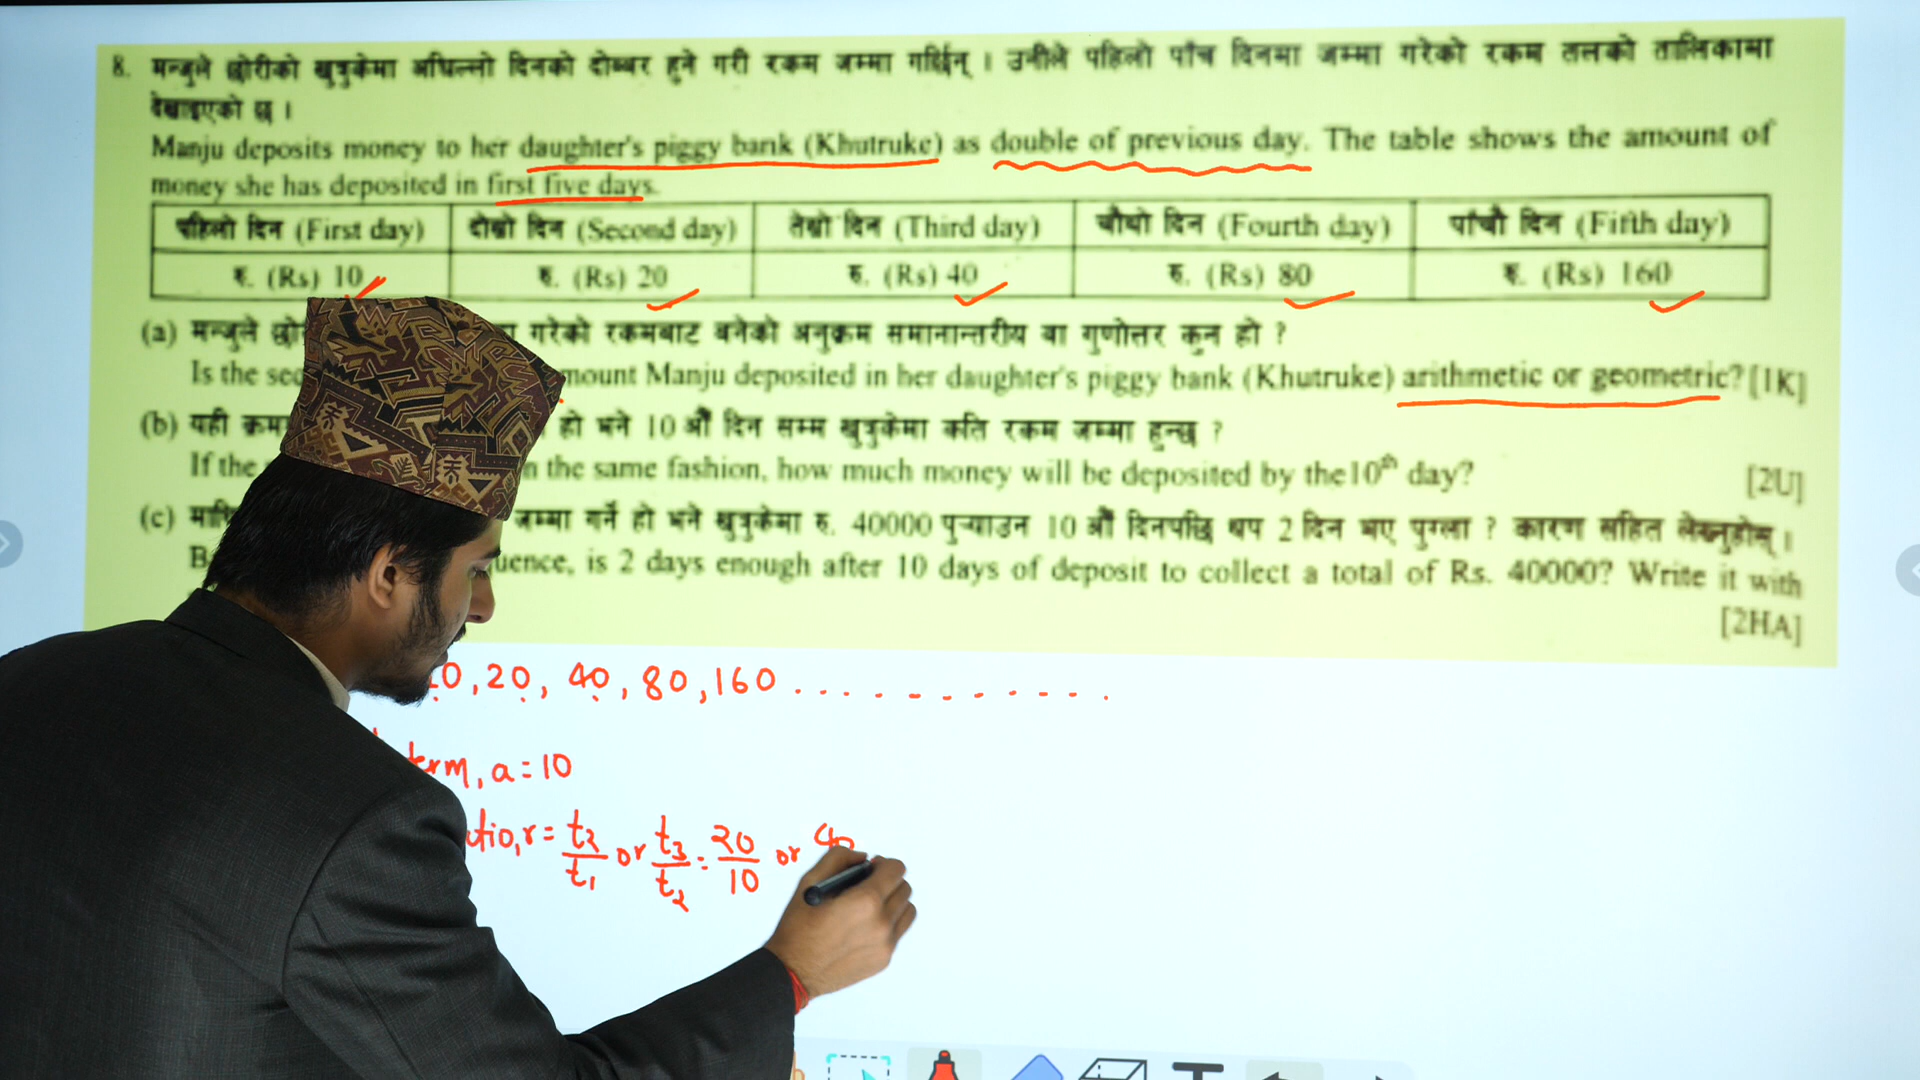 8. मन्जुले छोरीको खुत्रुकेमा अघिल्लो दिनको दोब्बर हुने गरी रकम जम्मा गर्छिन् । उनीले पहिलो पाँच दिनमा जम्मा गरेको रकम तलको तालिकामा
देखाइएको छ ।
Manju deposits money to her daughter's piggy bank (Khutruke) as double of previous day. The table shows the amount of
money she has deposited in first five days.
पहिलो दिन (First day) दोस्रो दिन (Second day) तेस्रो दिन (Third day) चौथो दिन (Fourth day) पाँचौ दिन (Fifth day)
रु. (Rs) 10 रु. (Rs) 20 रु. (Rs) 40 रु. (Rs) 80 रु. (Rs) 160
(a) मन्जुले गरेको रकमबाट बनेको अनुक्रम समानान्तरीय वा गुणोत्तर कुन हो ?
Is the mount Manju deposited in her daughter's piggy bank (Khutruke) arithmetic or geometric? [1K]
(b) यही हो भने 10 औँ दिन सम्म खुत्रुकेमा कति रकम जम्मा हुन्छ ?
If the n the same fashion, how much money will be deposited by the 10th day? [2U]
(c) जम्मा गर्ने हो भने खुत्रुकेमा रु. 40000 पुऱ्याउन 10 औँ दिनपछि थप 2 दिन भए पुग्ला ? कारण सहित लेख्नुहोस् ।
uence, is 2 days enough after 10 days of deposit to collect a total of Rs. 40000? Write it with
[2HA]
10, 20, 40, 80, 160 . . . . . . . . . . . .
term, a = 10
tio, r = t2/t1 or t3/t2 = 20/10 or 40